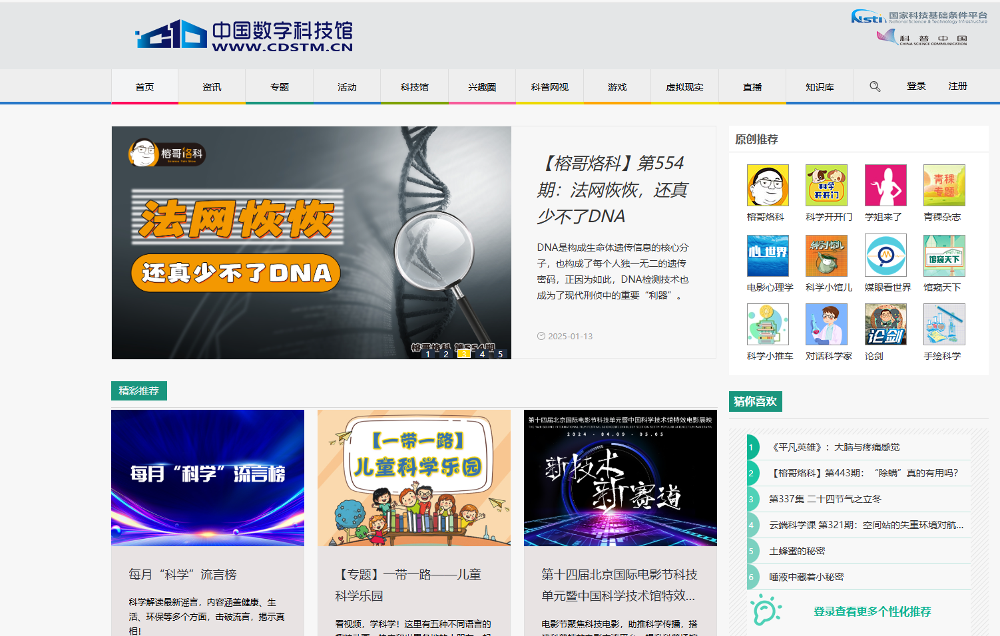 中国数字科技馆
WWW.CDSTM.CN
Nsti 国家科技基础条件平台
National Science & Technology Infrastructure
科普中国
CHINA SCIENCE COMMUNICATION
首页 资讯 专题 活动 科技馆 兴趣圈 科普网视 游戏 虚拟现实 直播 知识库 登录 注册
榕哥烙科
Science Talk Show
法网恢恢
还真少不了DNA
榕哥烙科 第554期
1 2 3 4 5
【榕哥烙科】第554
期：法网恢恢，还真
少不了DNA
DNA是构成生命体遗传信息的核心分
子，也构成了每个人独一无二的遗传
密码，正因为如此，DNA检测技术也
成为了现代刑侦中的重要“利器”。
2025-01-13
原创推荐
科学
开开门
青稞
专题
榕哥烙科 科学开开门 学姐来了 青稞杂志
心世界
科学小馆儿
馆窥天下
电影心理学 科学小馆儿 媒眼看世界 馆窥天下
论剑
科学小推车 对话科学家 论剑 手绘科学
精彩推荐
每月“科学”流言榜
【一带一路】
儿童科学乐园
第十四届北京国际电影节科技单元暨中国科学技术馆特效电影展映
2024 - 04.09 - 05.05
新技术
新赛道
每月“科学”流言榜
科学解读最新谣言，内容涵盖健康、生
活、环保等多个方面，击破流言，揭示真
相！
【专题】一带一路——儿童
科学乐园
看视频，学科学！这里有五种不同语言的
第十四届北京国际电影节科技
单元暨中国科学技术馆特效...
电影节聚焦科技电影，助推科学传播，搭
猜你喜欢
1 《平凡英雄》：大脑与疼痛感觉
2 【榕哥烙科】第443期：“除螨”真的有用吗？
3 第337集 二十四节气之立冬
4 云端科学课 第321期：空间站的失重环境对航...
5 土蜂蜜的秘密
6 唾液中藏着小秘密
登录查看更多个性化推荐